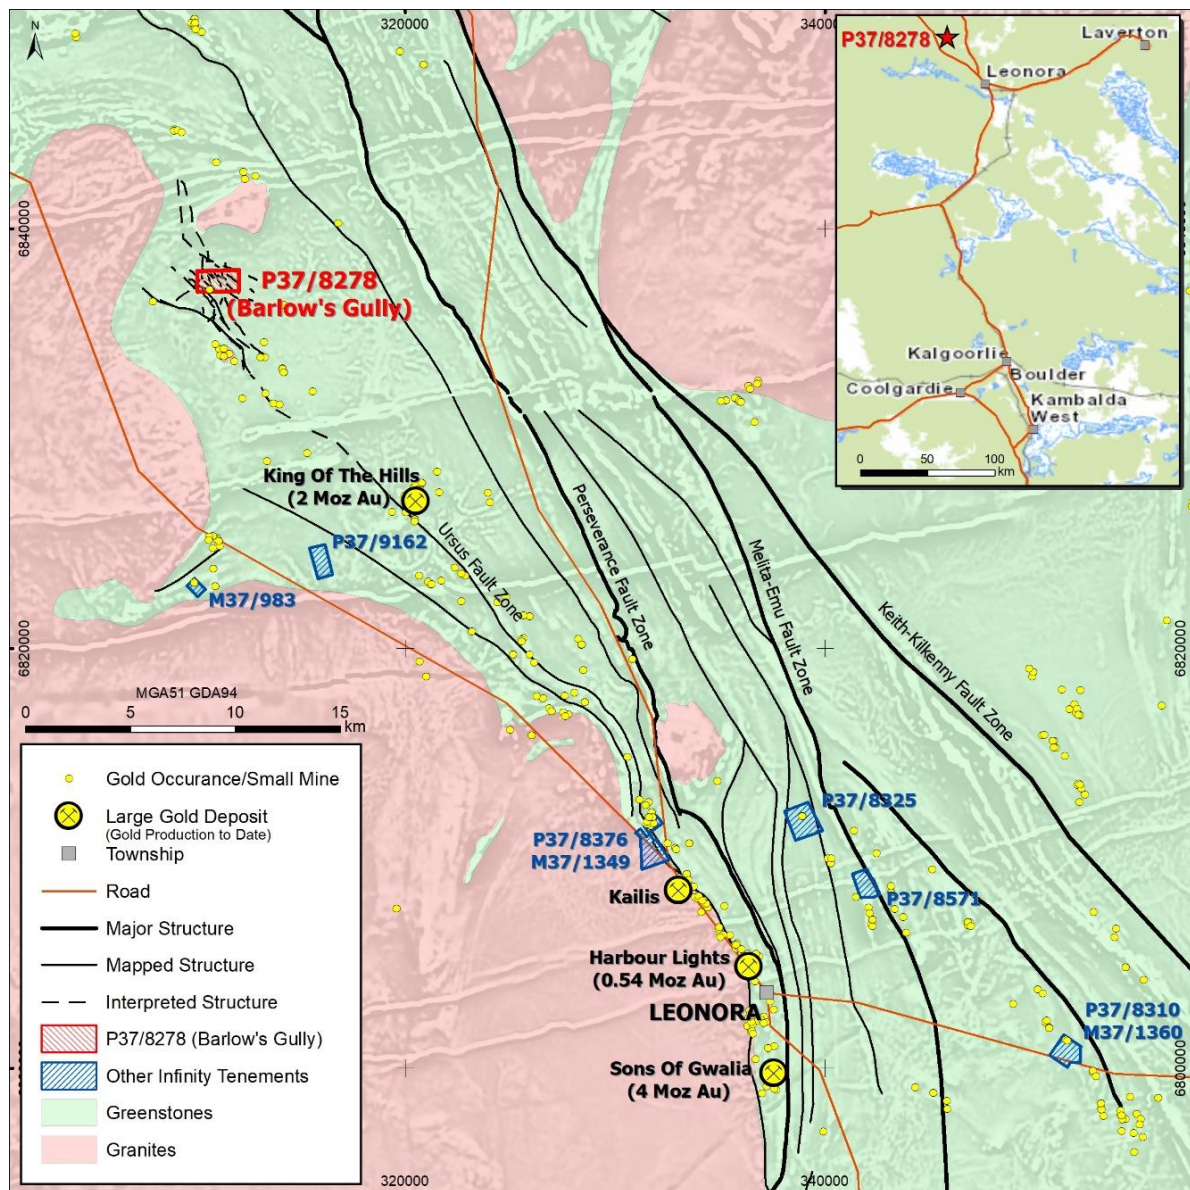 N
320000
340000
P37/8278
Laverton
Leonora
Kalgoorlie
Boulder
Coolgardie
Kambalda
West
0 50 100
km
6840000
P37/8278
(Barlow's Gully)
King Of The Hills
(2 Moz Au)
P37/9162
M37/983
Ursus Fault Zone
Perseverance Fault Zone
Melita-Emu Fault Zone
Keith-Kilkenny Fault Zone
6820000
6820000
MGA51 GDA94
0 5 10 15
km
Gold Occurance/Small Mine
Large Gold Deposit
(Gold Production to Date)
Township
Road
Major Structure
Mapped Structure
Interpreted Structure
P37/8278 (Barlow's Gully)
Other Infinity Tenements
Greenstones
Granites
P37/8325
P37/8376
M37/1349
P37/8571
Kailis
Harbour Lights
(0.54 Moz Au)
LEONORA
P37/8310
M37/1360
Sons Of Gwalia
(4 Moz Au)
6800000
320000
340000